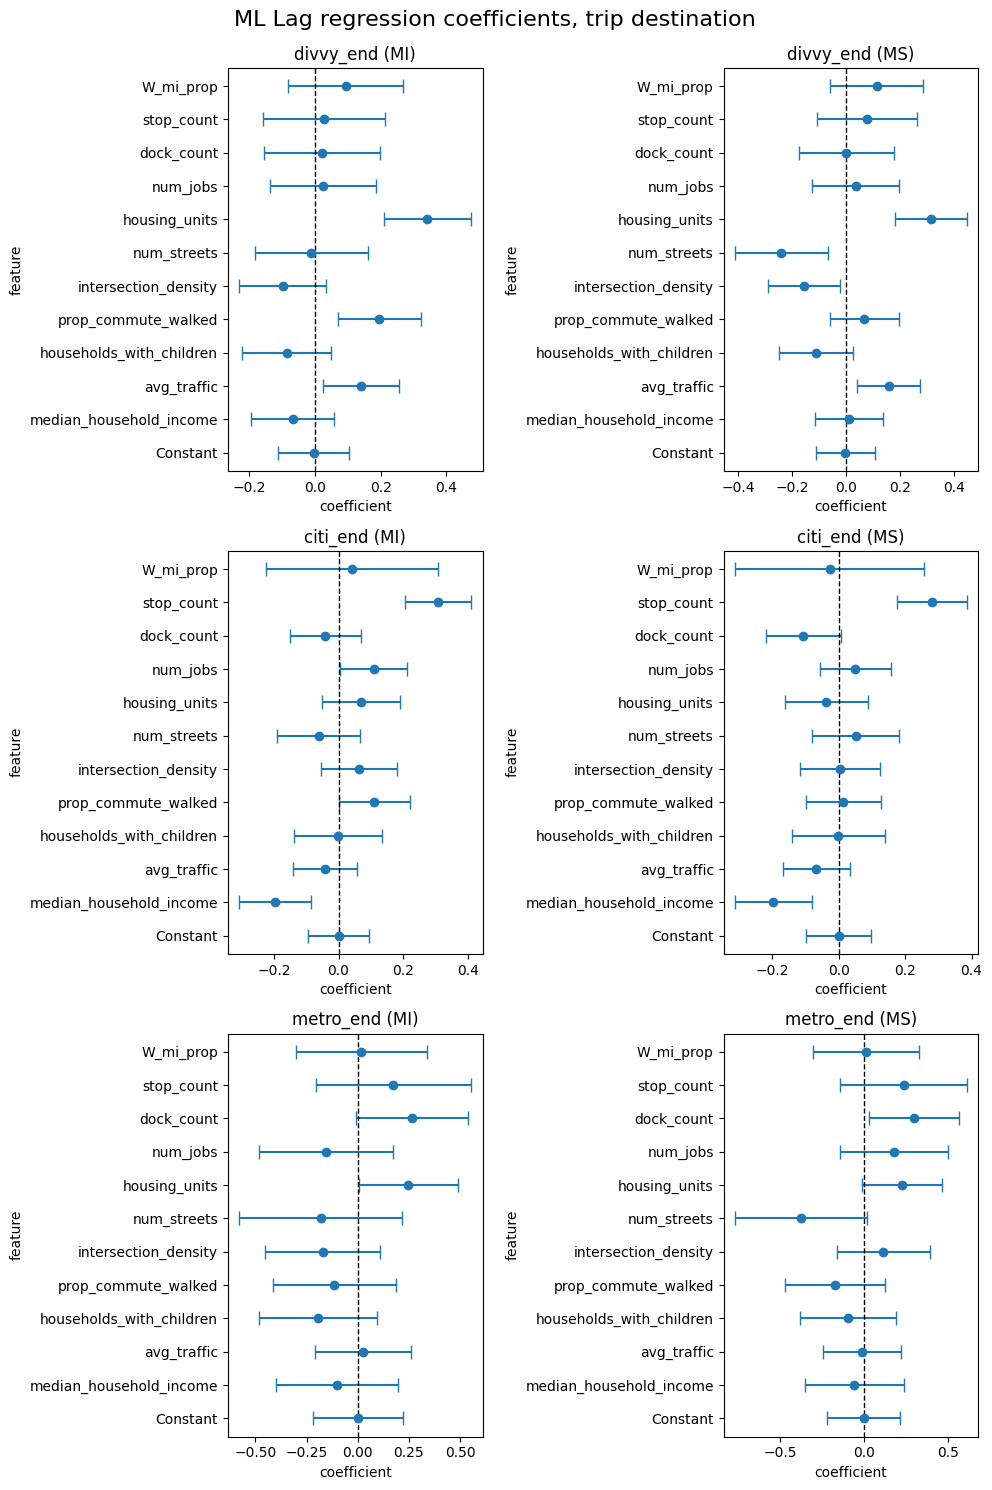 ML Lag regression coefficients, trip destination
divvy_end (MI)
W_mi_prop
stop_count
dock_count
num_jobs
housing_units
num_streets
intersection_density
prop_commute_walked
households_with_children
avg_traffic
median_household_income
Constant
feature
−0.2 0.0 0.2 0.4
coefficient
divvy_end (MS)
W_mi_prop
stop_count
dock_count
num_jobs
housing_units
num_streets
intersection_density
prop_commute_walked
households_with_children
avg_traffic
median_household_income
Constant
feature
−0.4 −0.2 0.0 0.2 0.4
coefficient
citi_end (MI)
W_mi_prop
stop_count
dock_count
num_jobs
housing_units
num_streets
intersection_density
prop_commute_walked
households_with_children
avg_traffic
median_household_income
Constant
feature
−0.2 0.0 0.2 0.4
coefficient
citi_end (MS)
W_mi_prop
stop_count
dock_count
num_jobs
housing_units
num_streets
intersection_density
prop_commute_walked
households_with_children
avg_traffic
median_household_income
Constant
feature
−0.2 0.0 0.2 0.4
coefficient
metro_end (MI)
W_mi_prop
stop_count
dock_count
num_jobs
housing_units
num_streets
intersection_density
prop_commute_walked
households_with_children
avg_traffic
median_household_income
Constant
feature
−0.50 −0.25 0.00 0.25 0.50
coefficient
metro_end (MS)
W_mi_prop
stop_count
dock_count
num_jobs
housing_units
num_streets
intersection_density
prop_commute_walked
households_with_children
avg_traffic
median_household_income
Constant
feature
−0.5 0.0 0.5
coefficient